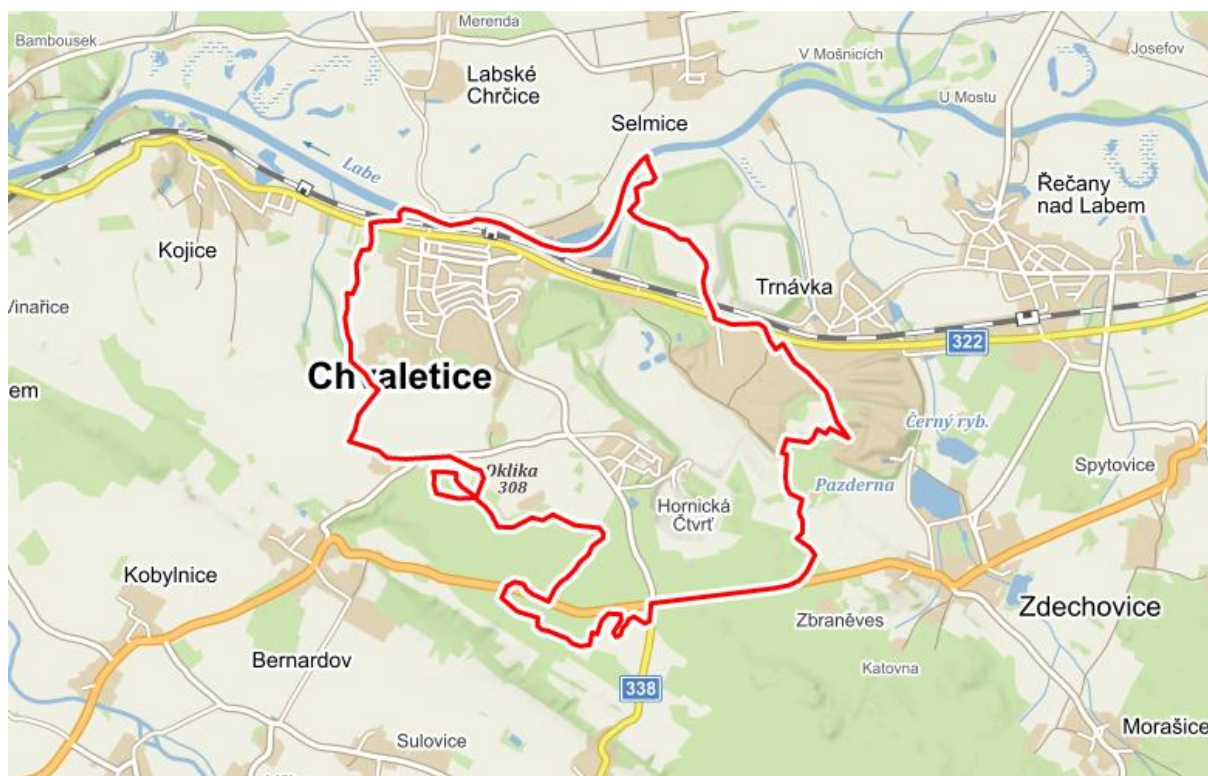 Merenda
Bambousek
V Mošnicích
Josefov
Labské
Chrčice
U Mostu
Selmice
Labe
Řečany
nad Labem
Kojice
Trnávka
Vinařice
322
Chvaletice
em
Černý ryb.
Oklika
308
Spytovice
Pazderna
Hornická
Čtvrť
Kobylnice
Zdechovice
Zbraněves
Bernardov
Katovna
338
Morašice
Sulovice